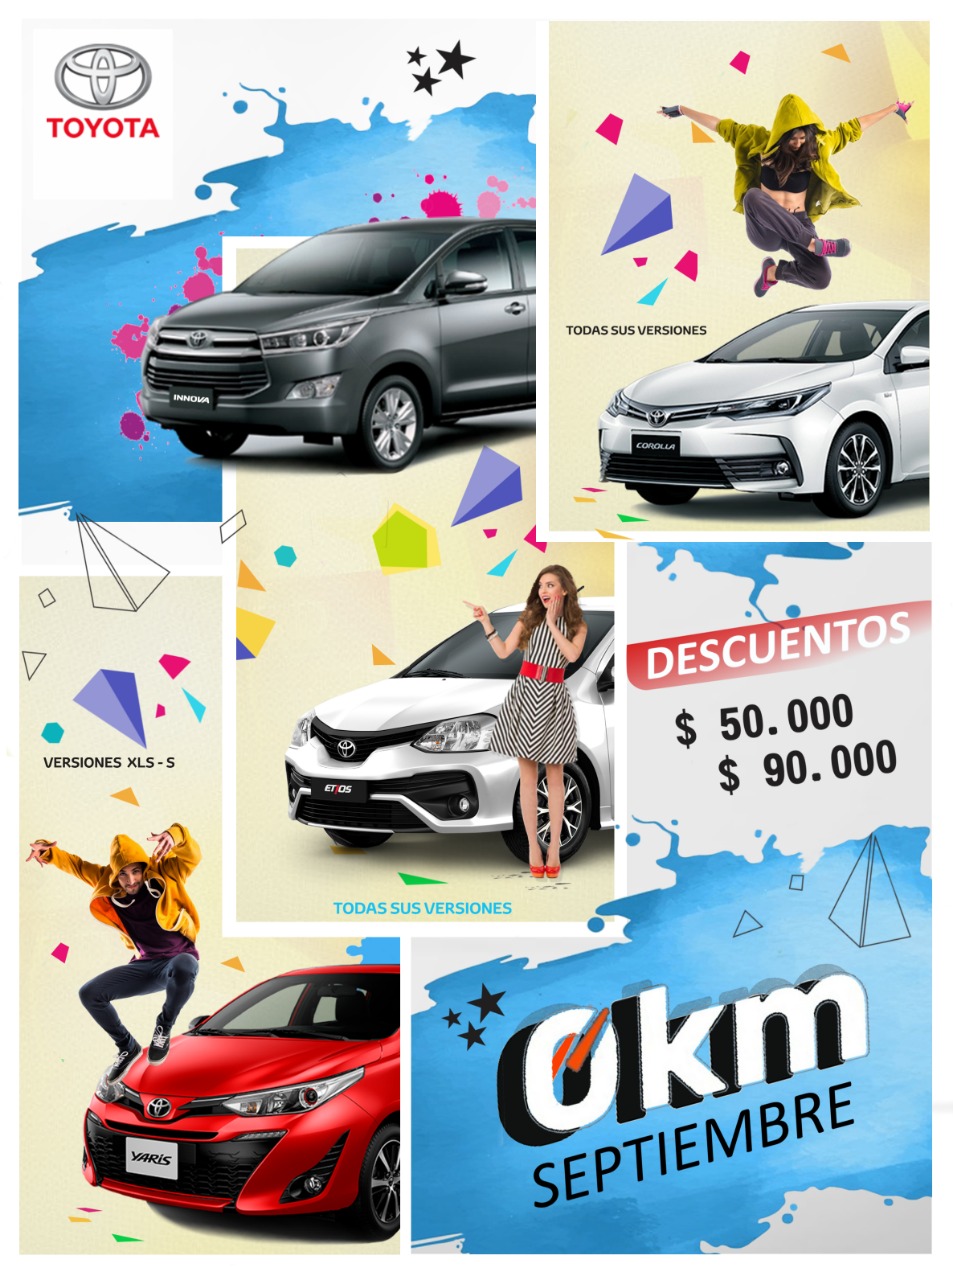 TOYOTA
INNOVA
TODAS SUS VERSIONES
COROLLA
DESCUENTOS
$ 50.000
$ 90.000
ETIOS
TODAS SUS VERSIONES
VERSIONES XLS - S
YARiS
0km
SEPTIEMBRE